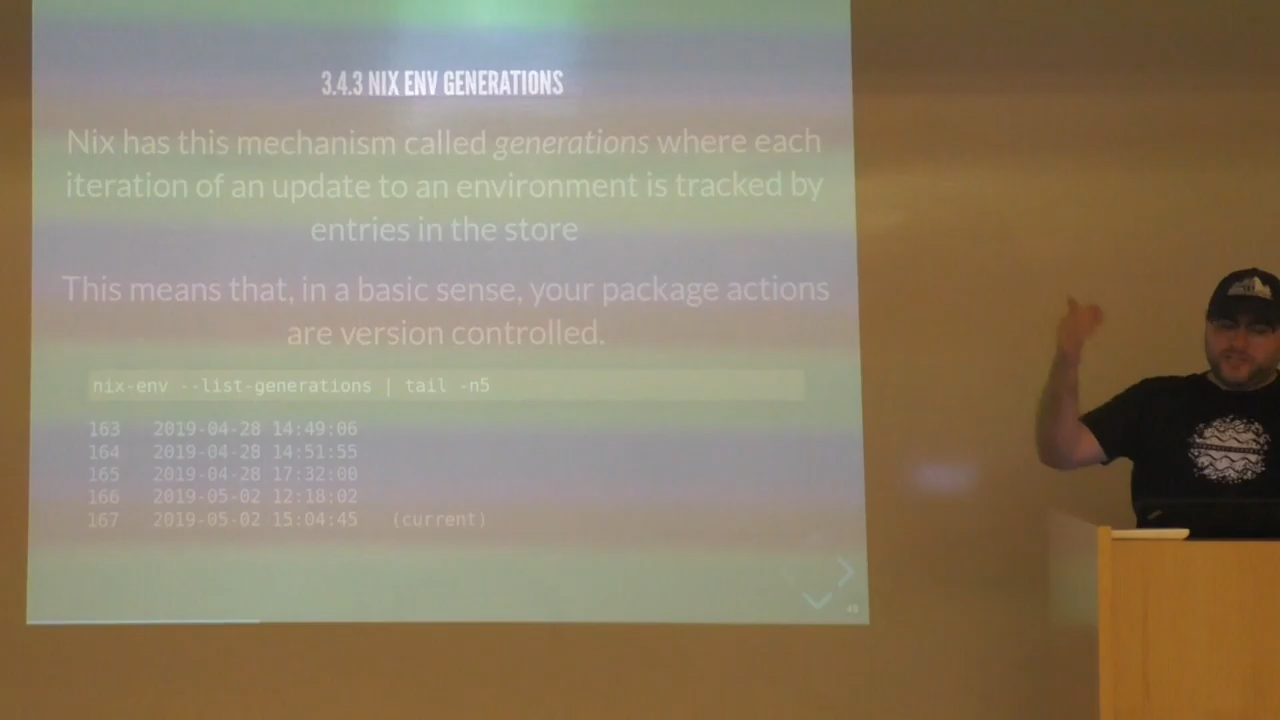 3.4.3 NIX ENV GENERATIONS
Nix has this mechanism called generations where each
iteration of an update to an environment is tracked by
entries in the store
This means that, in a basic sense, your package actions
are version controlled.
nix-env --list-generations | tail -n5
163 2019-04-28 14:49:06
164 2019-04-28 14:51:55
165 2019-04-28 17:32:00
166 2019-05-02 12:18:02
167 2019-05-02 15:04:45 (current)